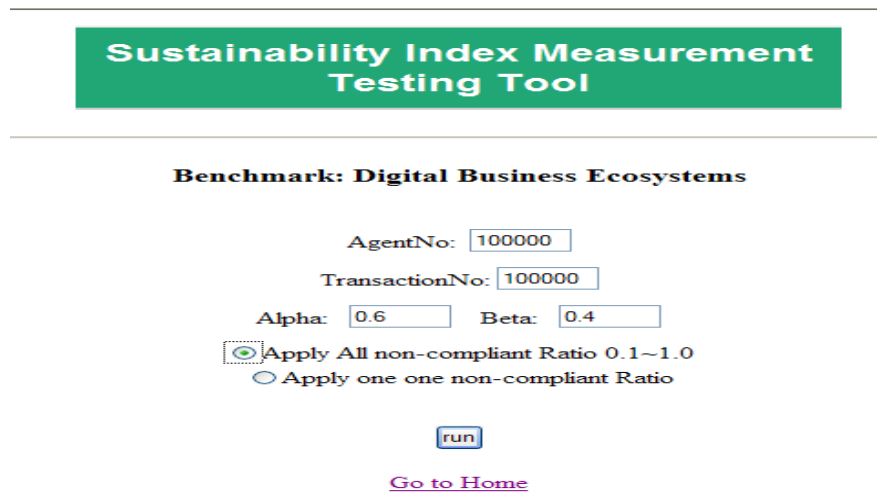 Sustainability Index Measurement
Testing Tool
Benchmark: Digital Business Ecosystems
AgentNo: 100000
TransactionNo: 100000
Alpha: 0.6 Beta: 0.4
Apply All non-compliant Ratio 0.1~1.0
Apply one one non-compliant Ratio
run
Go to Home